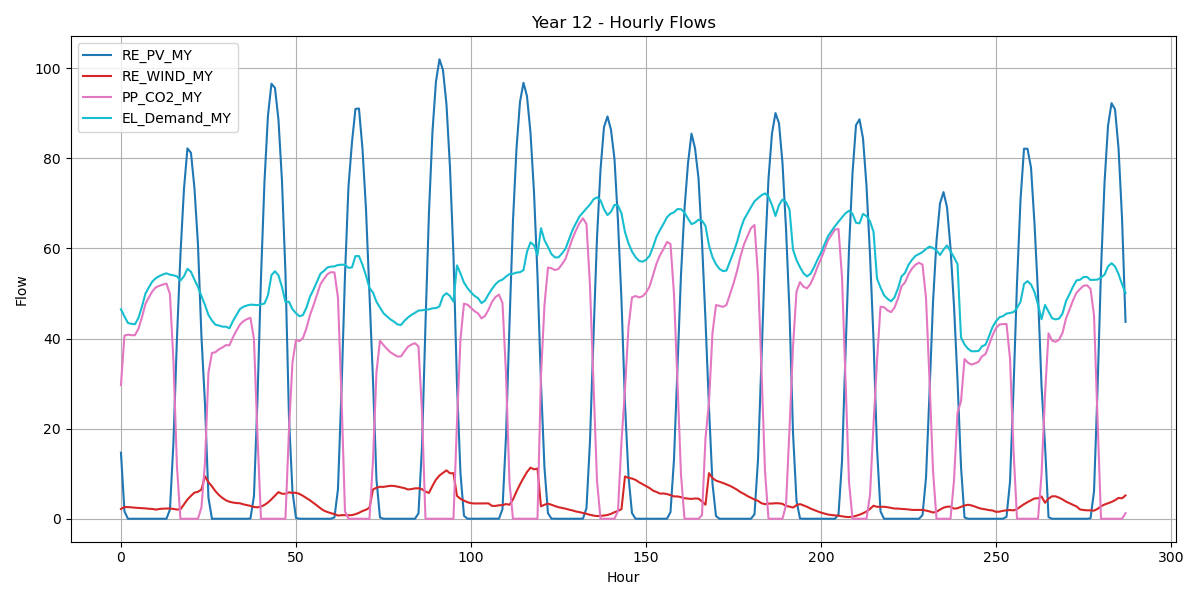 Year 12 - Hourly Flows
RE_PV_MY
RE_WIND_MY
PP_CO2_MY
EL_Demand_MY
Flow
100
80
60
40
20
0
0 50 100 150 200 250 300
Hour